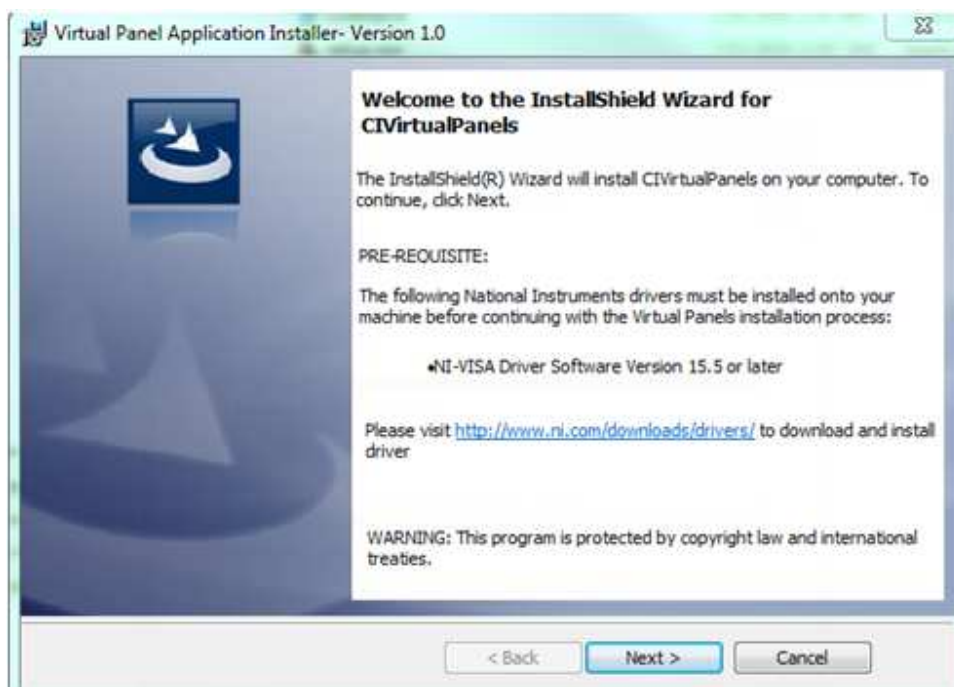 Virtual Panel Application Installer- Version 1.0
Welcome to the InstallShield Wizard for
CIVirtualPanels
The InstallShield(R) Wizard will install CIVirtualPanels on your computer. To
continue, click Next.
PRE-REQUISITE:
The following National Instruments drivers must be installed onto your
machine before continuing with the Virtual Panels installation process:
•NI-VISA Driver Software Version 15.5 or later
Please visit http://www.ni.com/downloads/drivers/ to download and install
driver
WARNING: This program is protected by copyright law and international
treaties.
< Back
Next >
Cancel